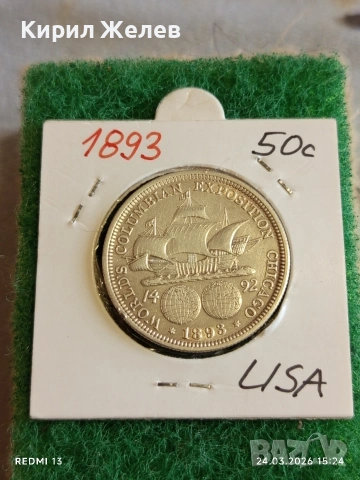 Кирил Желев
1893 50c
WORLD'S COLUMBIAN EXPOSITION CHICAGO
14 92
* 1893 *
USA
REDMI 13
24.03.2026 15:24
bazar